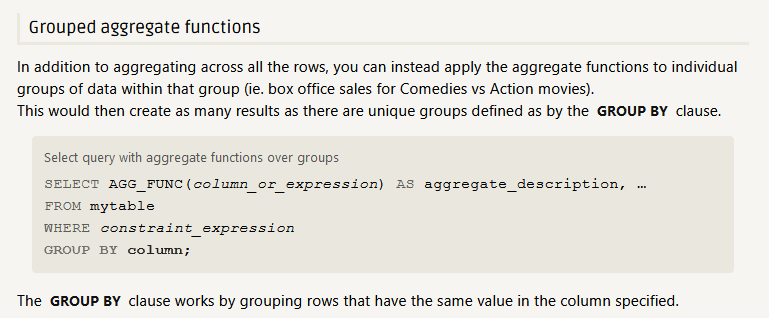 Grouped aggregate functions
In addition to aggregating across all the rows, you can instead apply the aggregate functions to individual
groups of data within that group (ie. box office sales for Comedies vs Action movies).
This would then create as many results as there are unique groups defined as by the GROUP BY clause.
Select query with aggregate functions over groups
SELECT AGG_FUNC(column_or_expression) AS aggregate_description, …
FROM mytable
WHERE constraint_expression
GROUP BY column;
The GROUP BY clause works by grouping rows that have the same value in the column specified.